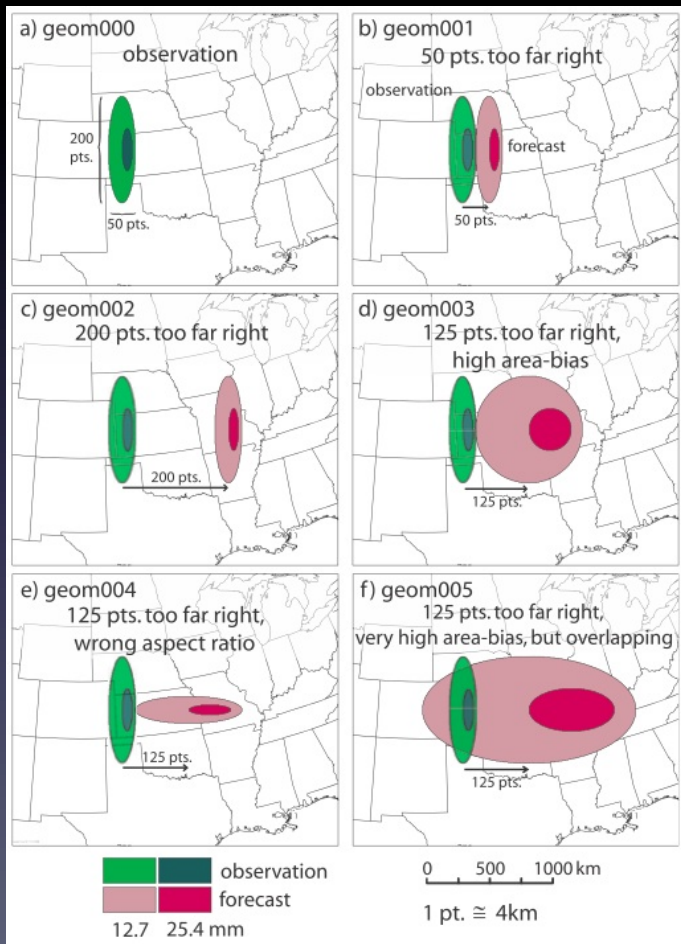 a) geom000
observation
200
pts.
50 pts.
b) geom001
50 pts. too far right
observation
forecast
50 pts.
c) geom002
200 pts. too far right
200 pts.
d) geom003
125 pts. too far right,
high area-bias
125 pts.
e) geom004
125 pts. too far right,
wrong aspect ratio
125 pts.
f) geom005
125 pts. too far right,
very high area-bias, but overlapping
125 pts.
observation
forecast
12.7 25.4 mm
0 500 1000 km
1 pt. ≅ 4km